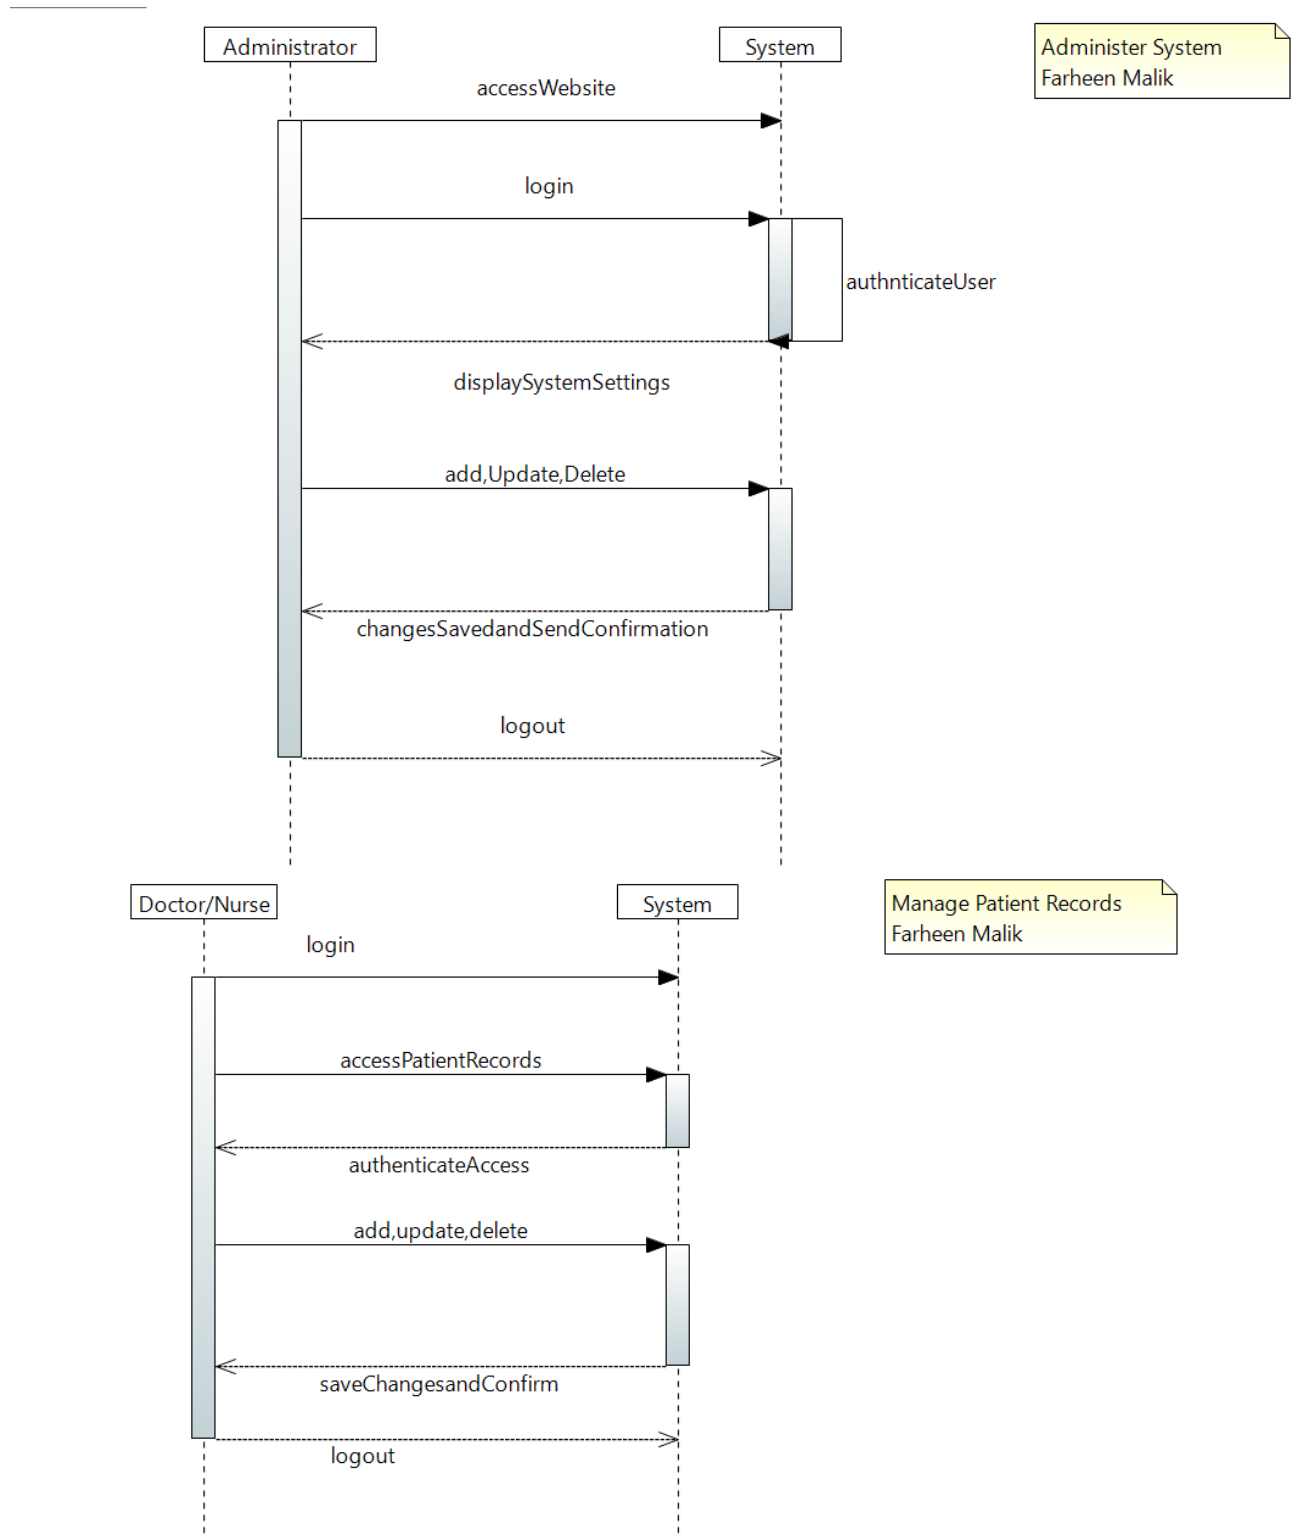 Administrator
System
Administer System
Farheen Malik
accessWebsite
login
authnticateUser
displaySystemSettings
add,Update,Delete
changesSavedandSendConfirmation
logout
Doctor/Nurse
System
Manage Patient Records
Farheen Malik
login
accessPatientRecords
authenticateAccess
add,update,delete
saveChangesandConfirm
logout